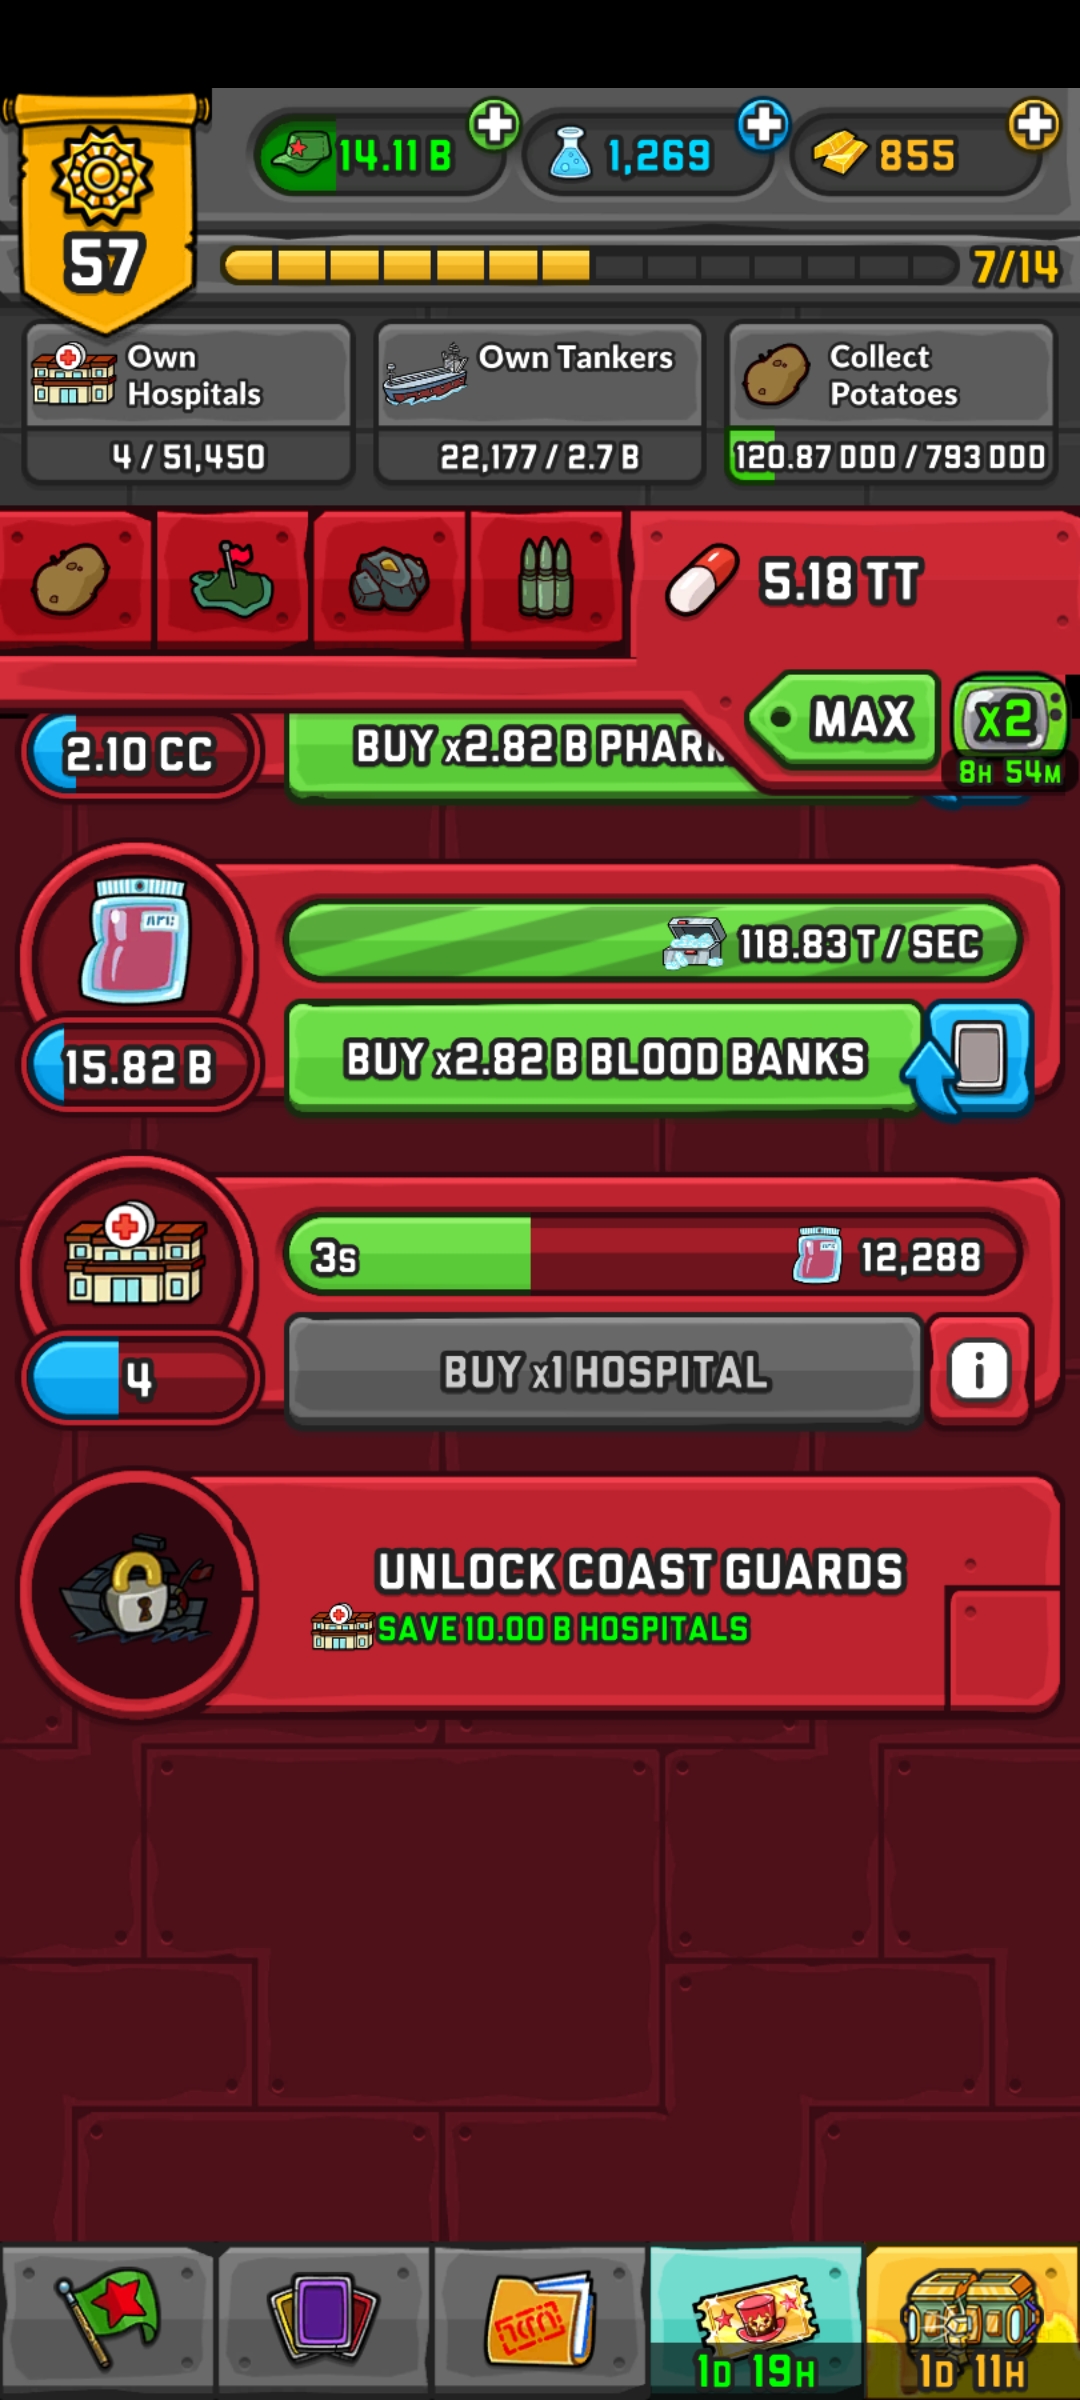 14.11 B
1,269
855
57
7/14
Own
Hospitals
4 / 51,450
Own Tankers
22,177 / 2.7 B
Collect
Potatoes
120.87 DDD / 793 DDD
5.18 TT
MAX
x2
8H 54M
2.10 CC
BUY x2.82 B PHARM
118.83 T / SEC
15.82 B
BUY x2.82 B BLOOD BANKS
3s
12,288
4
BUY x1 HOSPITAL
i
UNLOCK COAST GUARDS
SAVE 10.00 B HOSPITALS
1D 19H
1D 11H